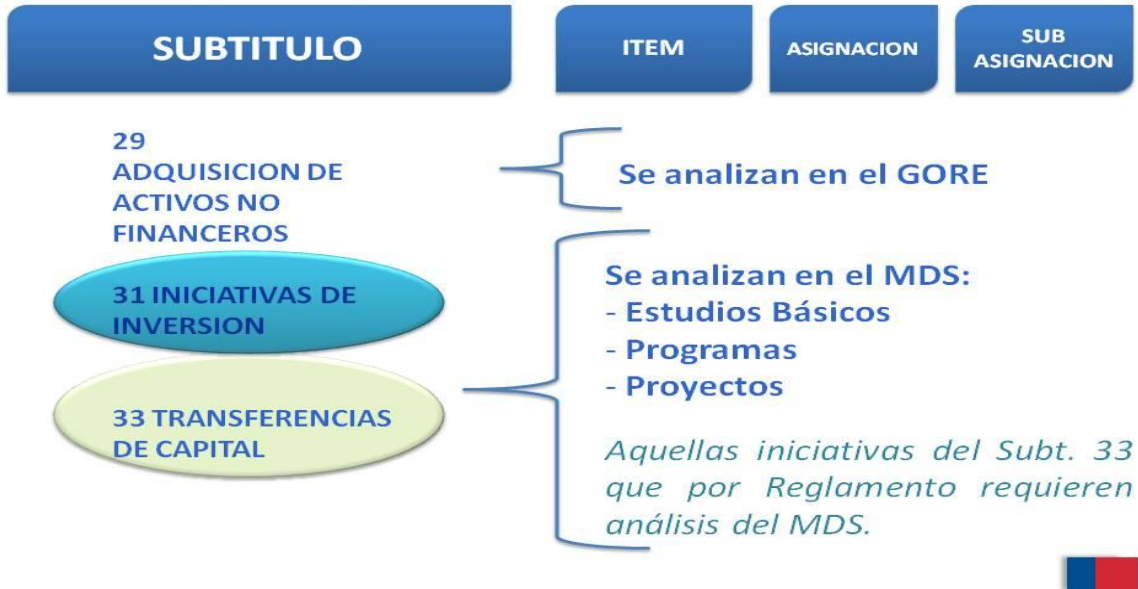 SUBTITULO
ITEM
ASIGNACION
SUB
ASIGNACION
29
ADQUISICION DE
ACTIVOS NO
FINANCEROS
Se analizan en el GORE
31 INICIATIVAS DE
INVERSION
33 TRANSFERENCIAS
DE CAPITAL
Se analizan en el MDS:
- Estudios Básicos
- Programas
- Proyectos
Aquellas iniciativas del Subt. 33
que por Reglamento requieren
análisis del MDS.